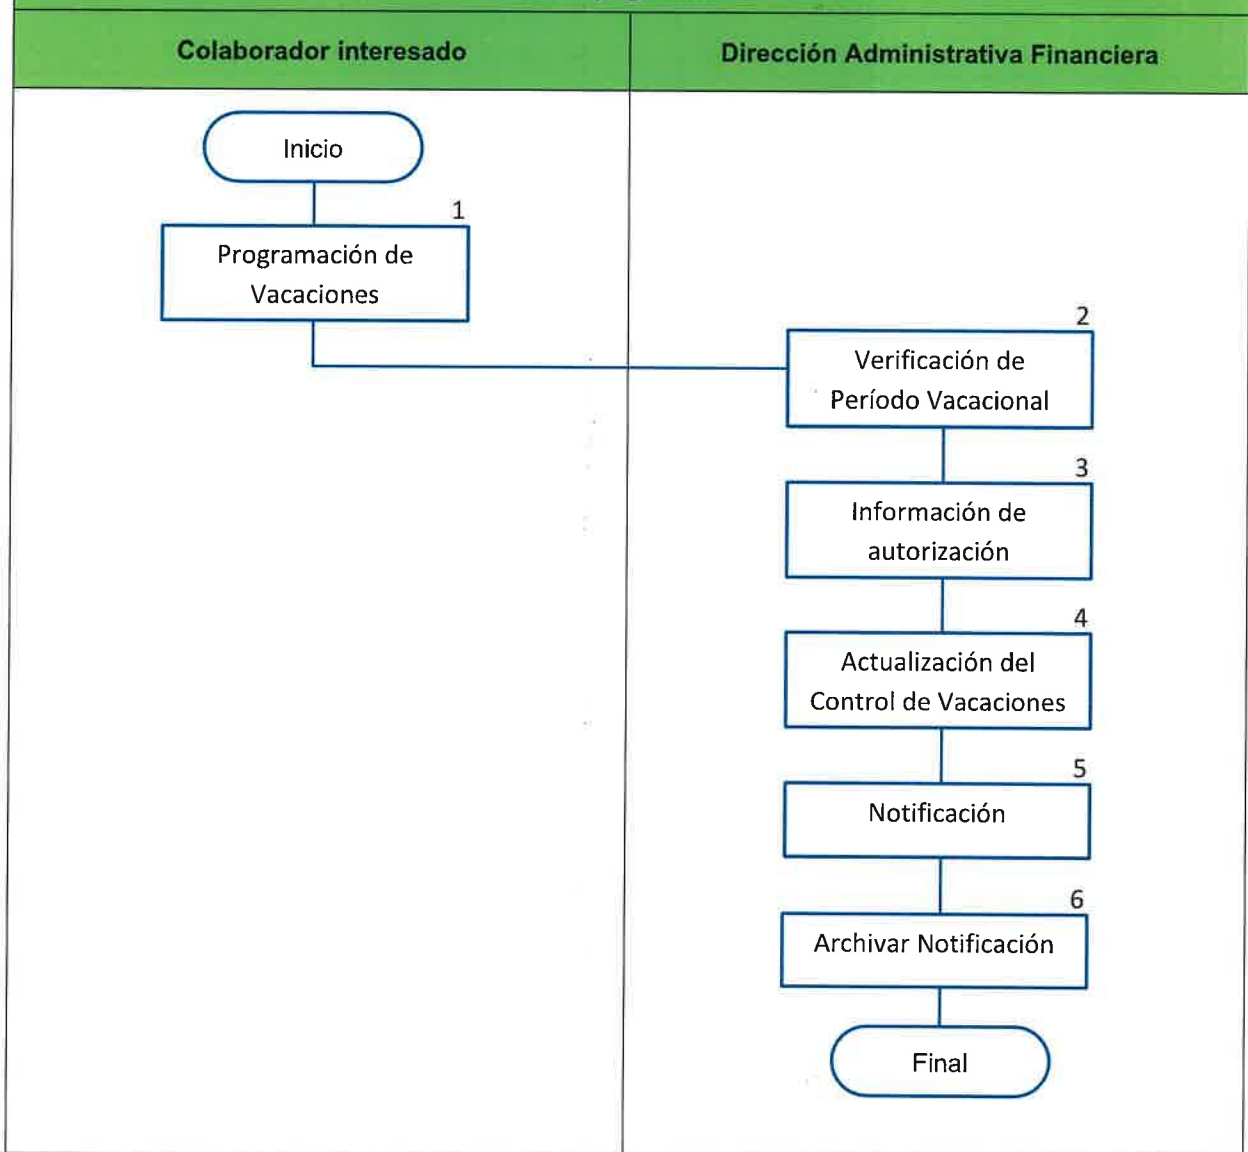 Colaborador interesado
Dirección Administrativa Financiera
Inicio
1
Programación de
Vacaciones
2
Verificación de
Período Vacacional
3
Información de
autorización
4
Actualización del
Control de Vacaciones
5
Notificación
6
Archivar Notificación
Final